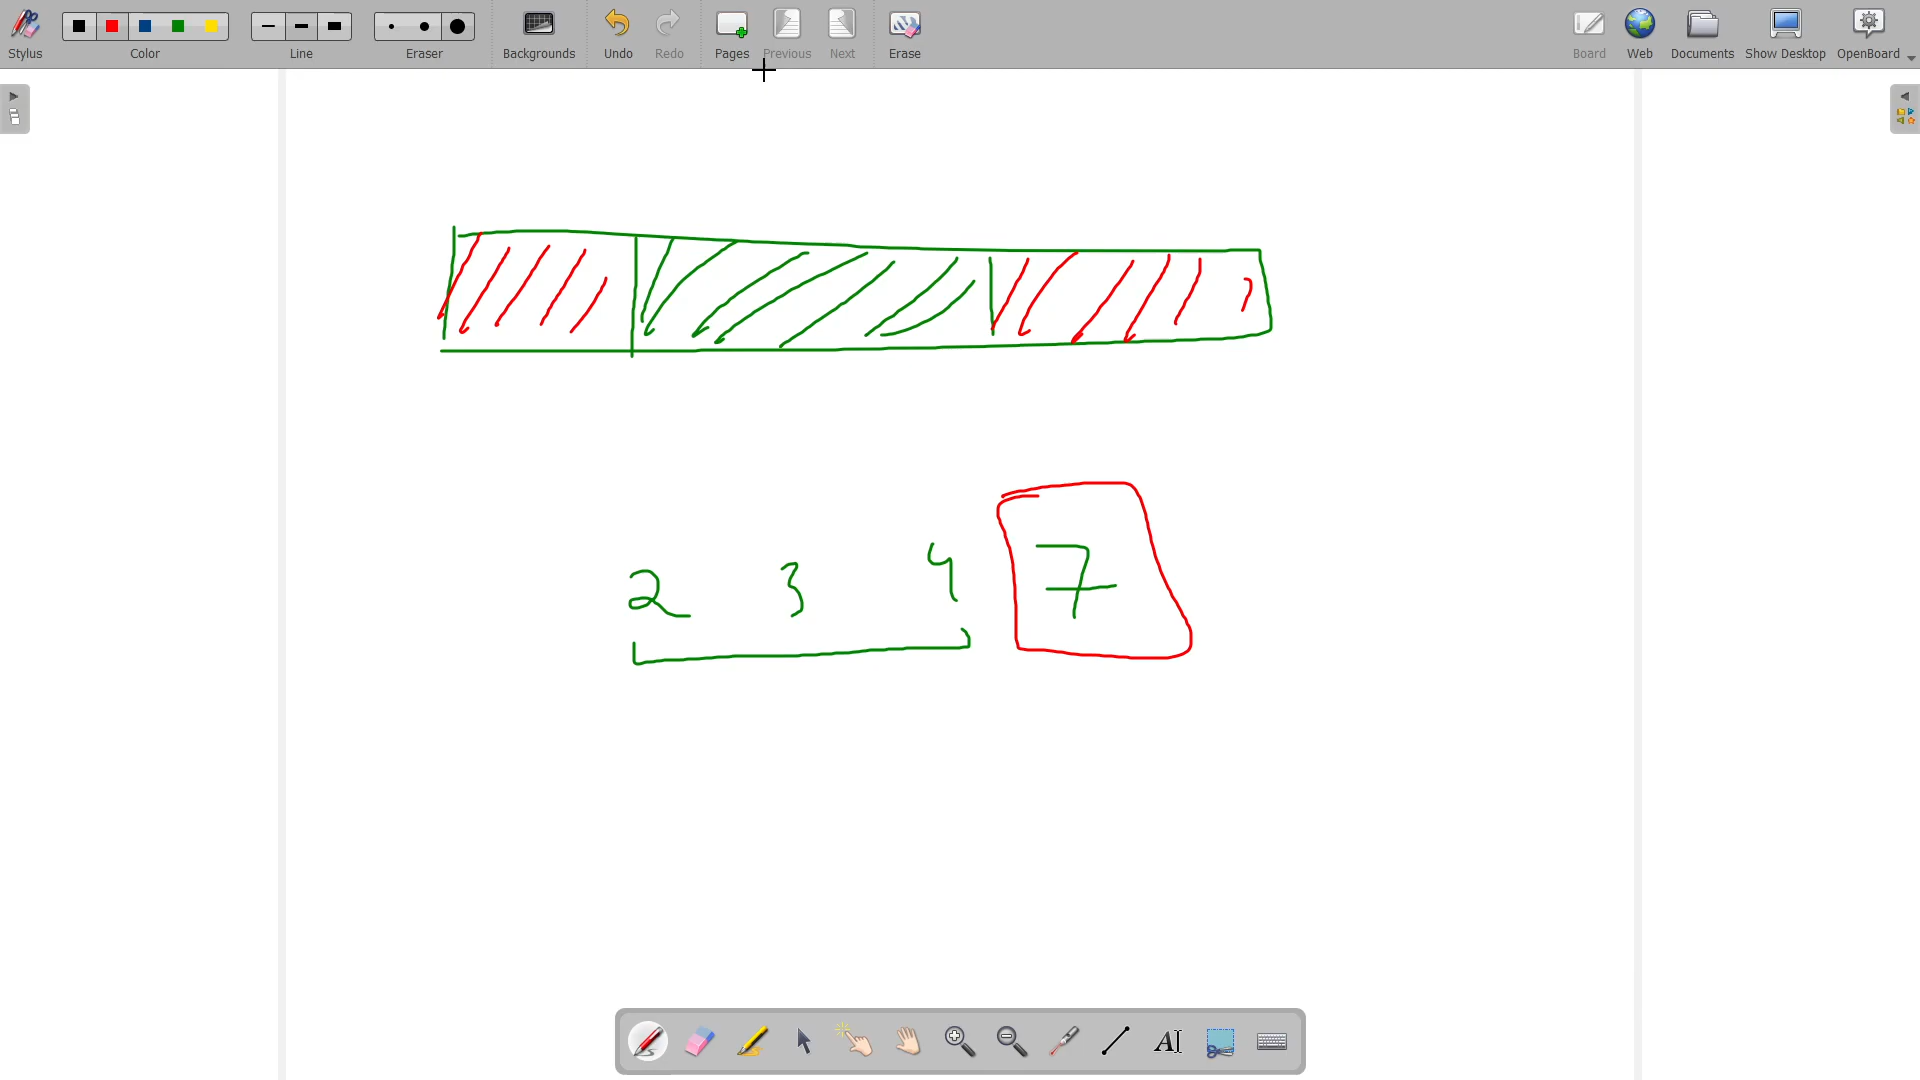 Stylus Color Line Eraser Backgrounds Undo Redo Pages Previous Next Erase Board Web Documents Show Desktop OpenBoard
2 3 4 7
AI